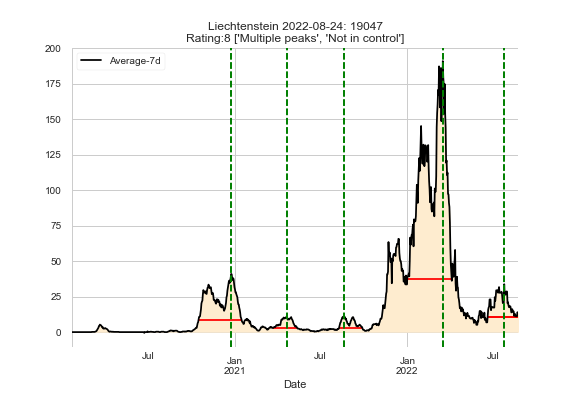 Liechtenstein 2022-08-24: 19047
Rating:8 ['Multiple peaks', 'Not in control']
Average-7d
200
175
150
125
100
75
50
25
0
Jul
Jan
2021
Jul
Jan
2022
Jul
Date